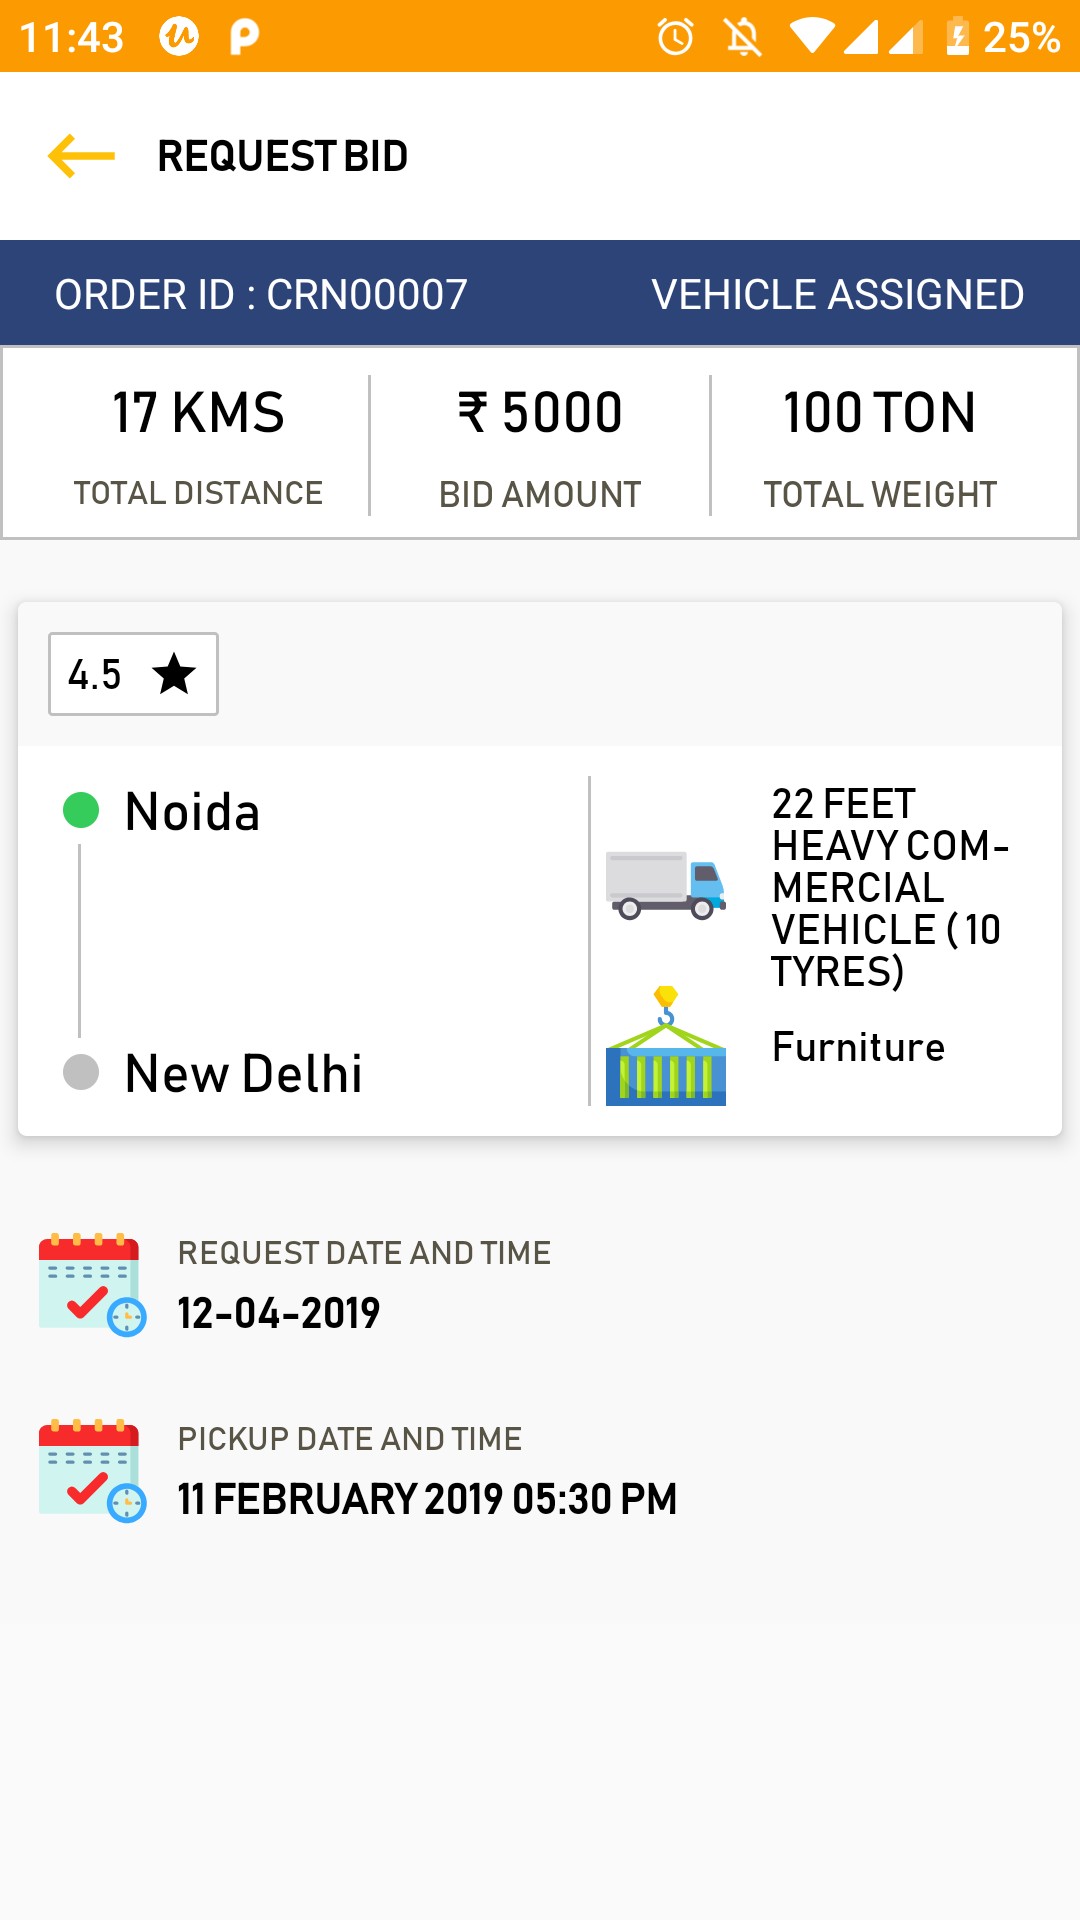 11:43
25%
REQUEST BID
ORDER ID : CRN00007 VEHICLE ASSIGNED
17 KMS ₹ 5000 100 TON
TOTAL DISTANCE BID AMOUNT TOTAL WEIGHT
4.5
Noida
22 FEET
HEAVY COM-
MERCIAL
VEHICLE ( 10
TYRES)
New Delhi
Furniture
REQUEST DATE AND TIME
12-04-2019
PICKUP DATE AND TIME
11 FEBRUARY 2019 05:30 PM